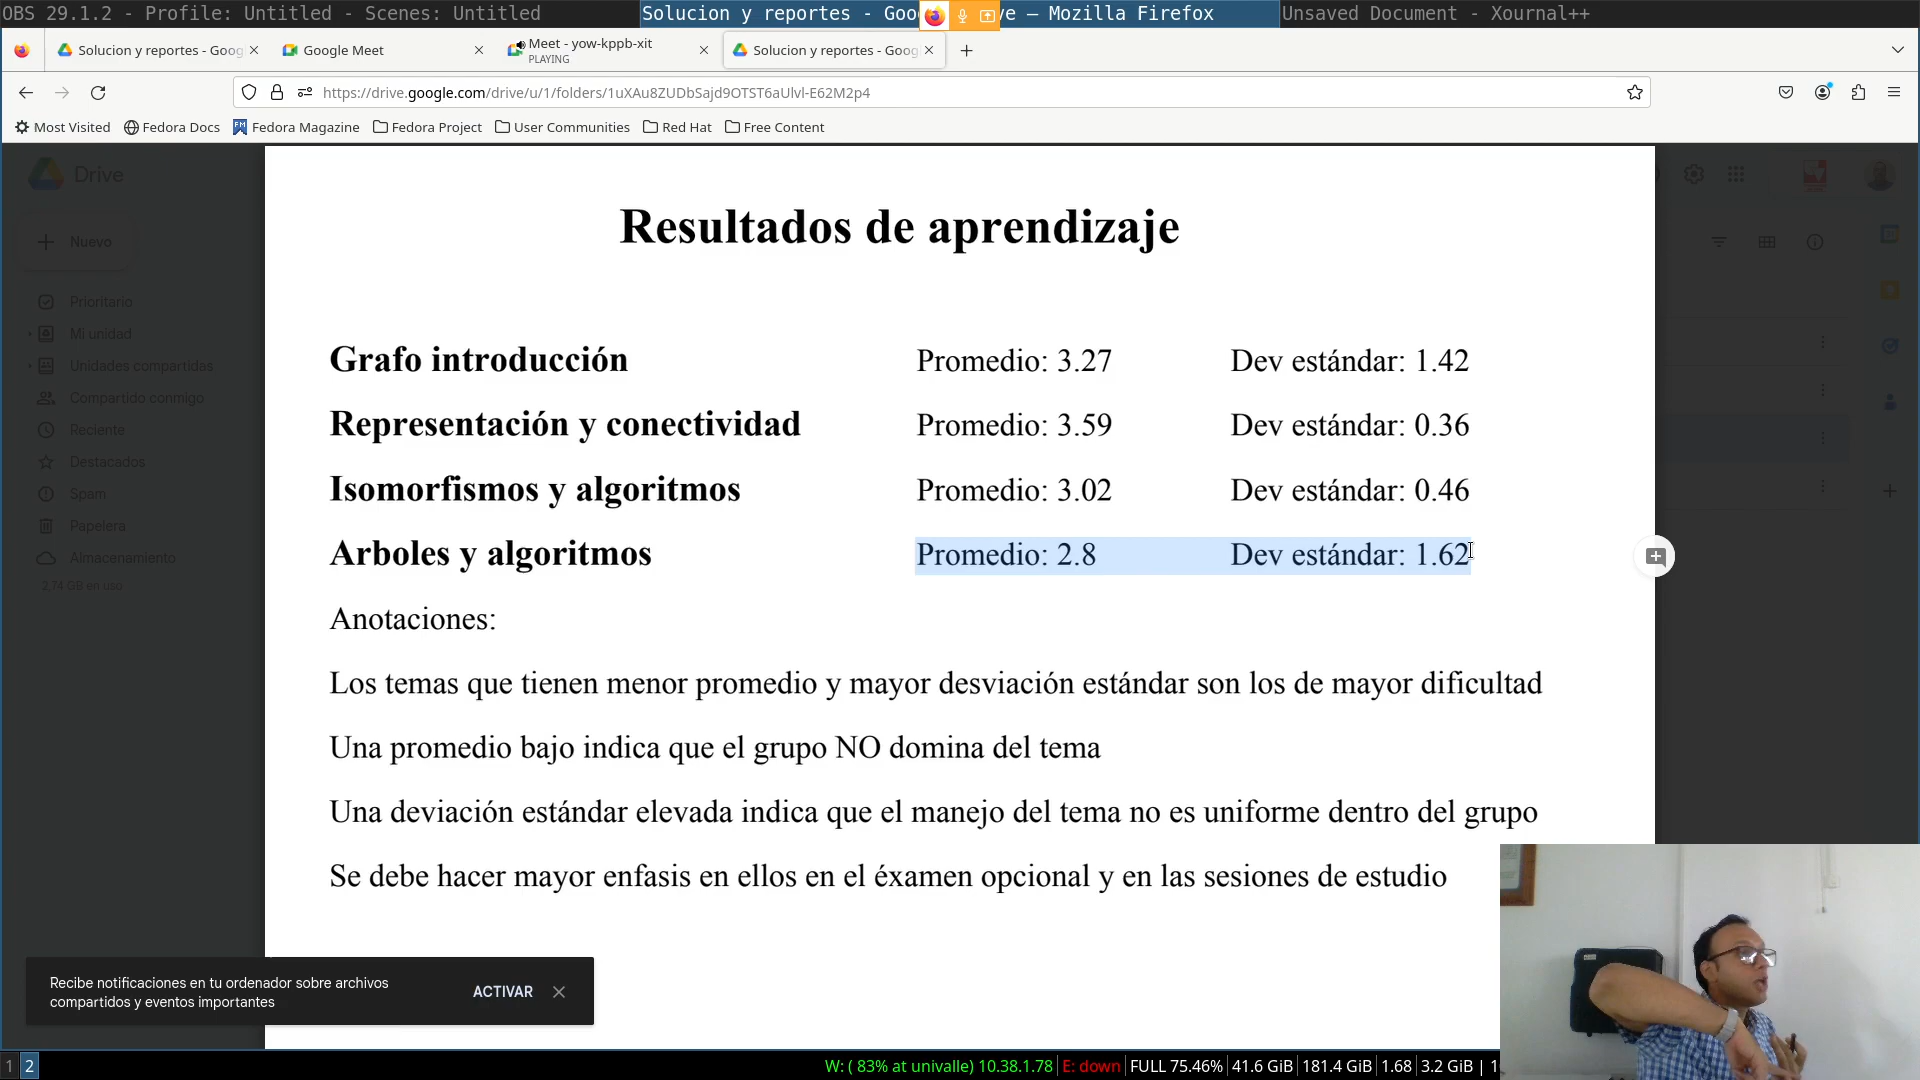 OBS 29.1.2 - Profile: Untitled - Scenes: Untitled
Solucion y reportes - Goo ve — Mozilla Firefox
Unsaved Document - Xournal++
Solucion y reportes - Goog
Google Meet
Meet - yow-kppb-xit
PLAYING
Solucion y reportes - Goog
https://drive.google.com/drive/u/1/folders/1uXAu8ZUDbSajd9OTST6aUlvl-E62M2p4
Most Visited
Fedora Docs
Fedora Magazine
Fedora Project
User Communities
Red Hat
Free Content
Drive
Nuevo
Prioritario
Mi unidad
Unidades compartidas
Compartido conmigo
Reciente
Destacados
Spam
Papelera
Almacenamiento
2,74 GB en uso
Resultados de aprendizaje
Grafo introducción Promedio: 3.27 Dev estándar: 1.42
Representación y conectividad Promedio: 3.59 Dev estándar: 0.36
Isomorfismos y algoritmos Promedio: 3.02 Dev estándar: 0.46
Arboles y algoritmos Promedio: 2.8 Dev estándar: 1.62
Anotaciones:
Los temas que tienen menor promedio y mayor desviación estándar son los de mayor dificultad
Una promedio bajo indica que el grupo NO domina del tema
Una deviación estándar elevada indica que el manejo del tema no es uniforme dentro del grupo
Se debe hacer mayor enfasis en ellos en el éxamen opcional y en las sesiones de estudio
Recibe notificaciones en tu ordenador sobre archivos
compartidos y eventos importantes
ACTIVAR
1 2
W: ( 83% at univalle) 10.38.1.78 | E: down | FULL 75.46% | 41.6 GiB | 181.4 GiB | 1.68 | 3.2 GiB | 1